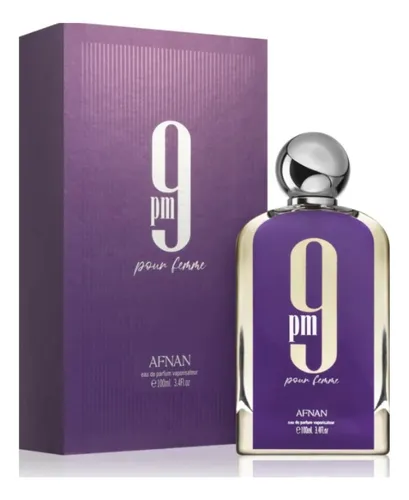 9
pm
pour femme
AFNAN
eau de parfum vaporisateur
℮100ml. 3.4fl.oz
9
pm
pour femme
AFNAN
eau de parfum vaporisateur
℮100ml. 3.4fl.oz